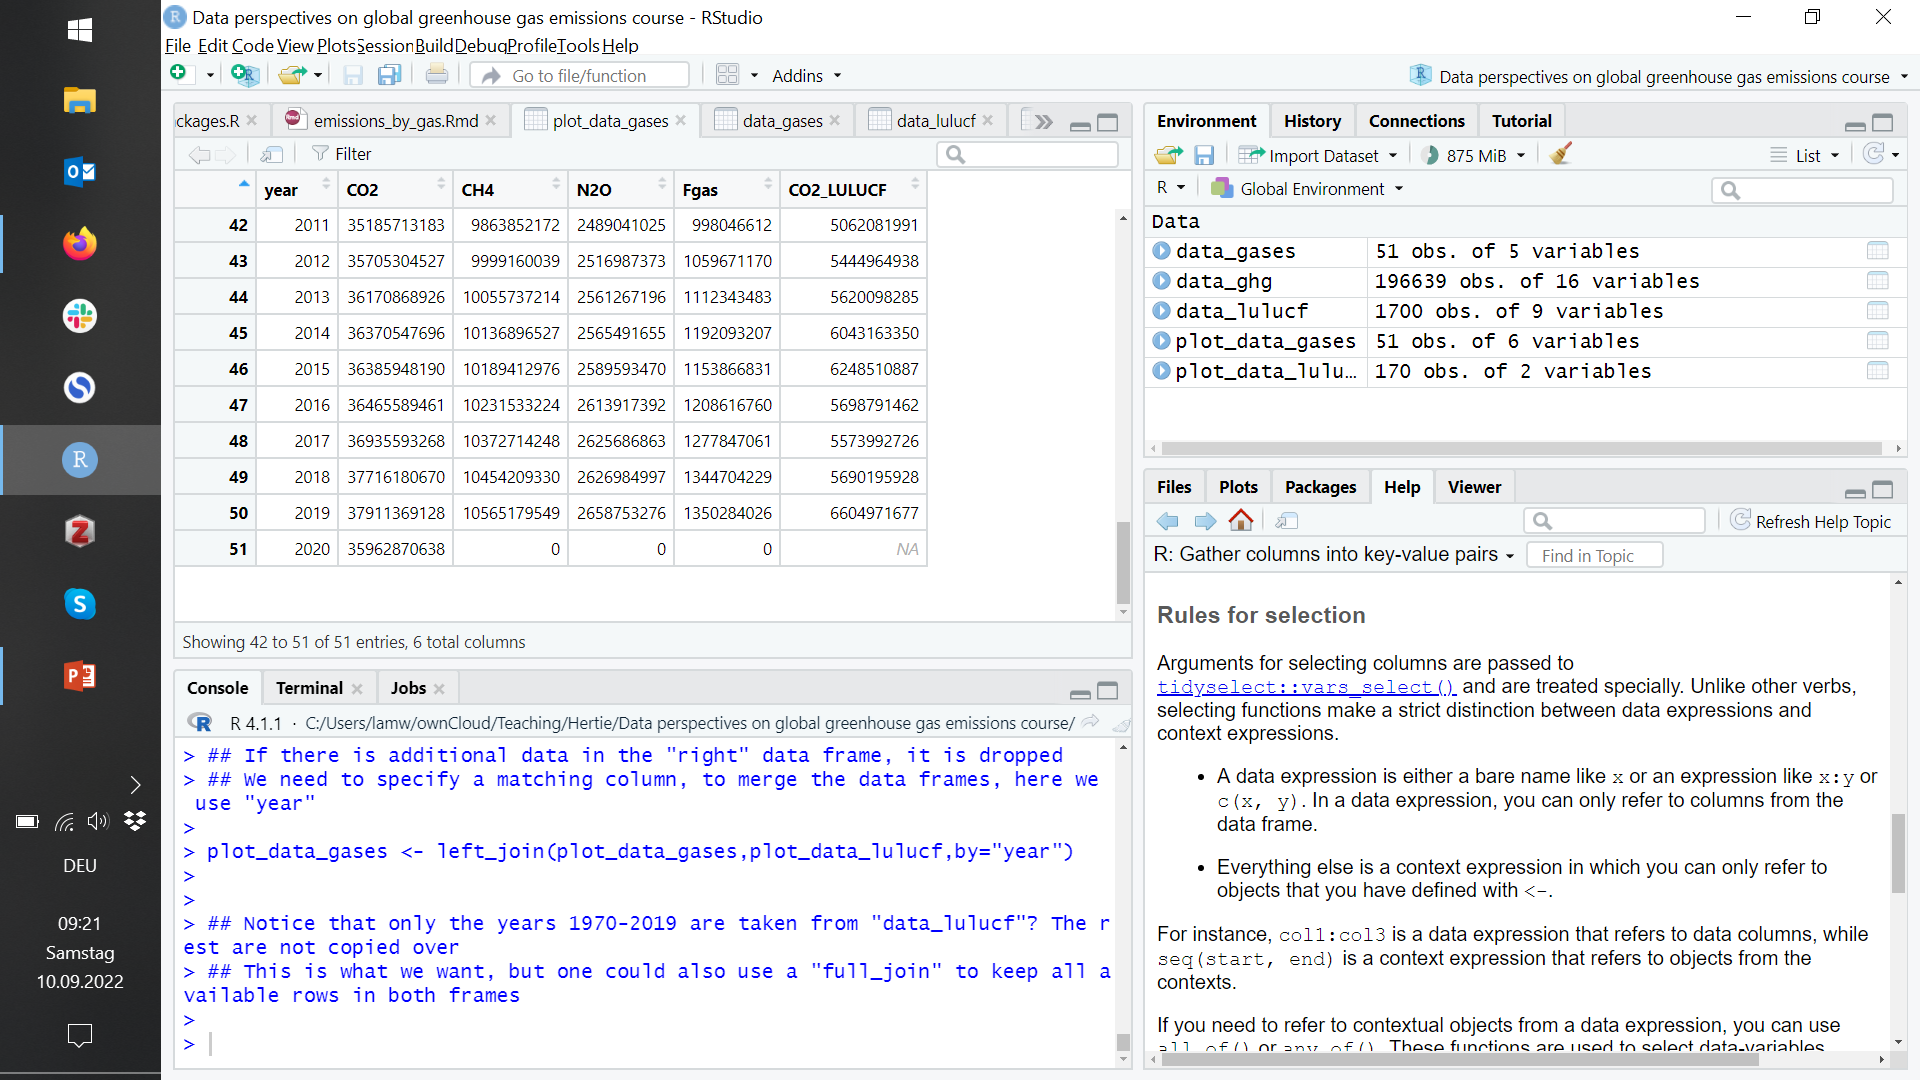 Data perspectives on global greenhouse gas emissions course - RStudio
File Edit Code View Plots Session Build Debug Profile Tools Help
Go to file/function
Addins
Data perspectives on global greenhouse gas emissions course
ckages.R
emissions_by_gas.Rmd
plot_data_gases
data_gases
data_lulucf
Filter
year CO2 CH4 N2O Fgas CO2_LULUCF
42 2011 35185713183 9863852172 2489041025 998046612 5062081991
43 2012 35705304527 9999160039 2516987373 1059671170 5444964938
44 2013 36170868926 10055737214 2561267196 1112343483 5620098285
45 2014 36370547696 10136896527 2565491655 1192093207 6043163350
46 2015 36385948190 10189412976 2589593470 1153866831 6248510887
47 2016 36465589461 10231533224 2613917392 1208616760 5698791462
48 2017 36935593268 10372714248 2625686863 1277847061 5573992726
49 2018 37716180670 10454209330 2626984997 1344704229 5690195928
50 2019 37911369128 10565179549 2658753276 1350284026 6604971677
51 2020 35962870638 0 0 0 NA
Showing 42 to 51 of 51 entries, 6 total columns
Console Terminal Jobs
R 4.1.1 · C:/Users/lamw/ownCloud/Teaching/Hertie/Data perspectives on global greenhouse gas emissions course/
> ## If there is additional data in the "right" data frame, it is dropped
> ## We need to specify a matching column, to merge the data frames, here we
use "year"
>
> plot_data_gases <- left_join(plot_data_gases,plot_data_lulucf,by="year")
>
>
> ## Notice that only the years 1970-2019 are taken from "data_lulucf"? The r
est are not copied over
> ## This is what we want, but one could also use a "full_join" to keep all a
vailable rows in both frames
>
>
Environment History Connections Tutorial
Import Dataset
875 MiB
List
R
Global Environment
Data
data_gases 51 obs. of 5 variables
data_ghg 196639 obs. of 16 variables
data_lulucf 1700 obs. of 9 variables
plot_data_gases 51 obs. of 6 variables
plot_data_lulu… 170 obs. of 2 variables
Files Plots Packages Help Viewer
Refresh Help Topic
R: Gather columns into key-value pairs
Find in Topic
Rules for selection
Arguments for selecting columns are passed to
tidyselect::vars_select() and are treated specially. Unlike other verbs,
selecting functions make a strict distinction between data expressions and
context expressions.
• A data expression is either a bare name like x or an expression like x:y or
c(x, y). In a data expression, you can only refer to columns from the
data frame.
• Everything else is a context expression in which you can only refer to
objects that you have defined with <-.
For instance, col1:col3 is a data expression that refers to data columns, while
seq(start, end) is a context expression that refers to objects from the
contexts.
If you need to refer to contextual objects from a data expression, you can use
all_of() or any_of(). These functions are used to select data-variables
DEU
09:21
Samstag
10.09.2022